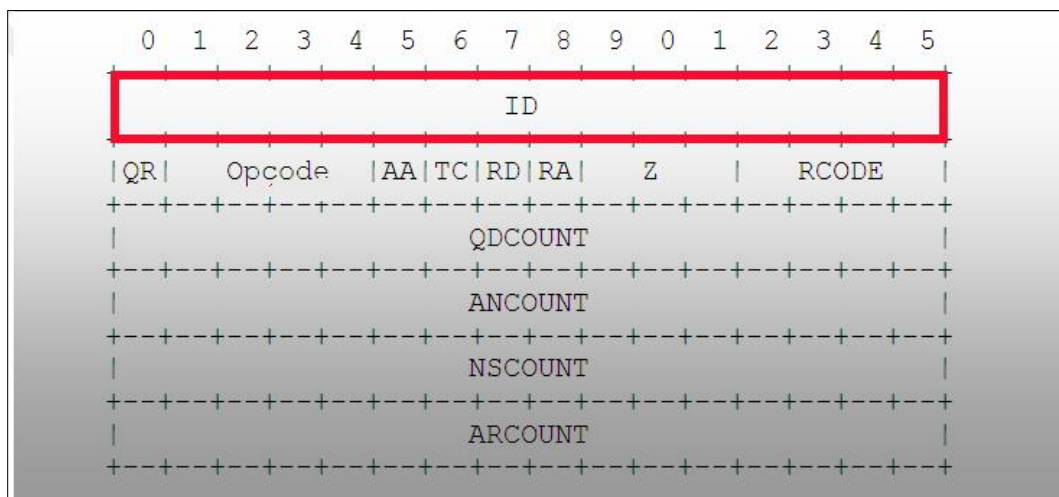 0 1 2 3 4 5 6 7 8 9 0 1 2 3 4 5
ID
|QR| Opcode |AA|TC|RD|RA| Z | RCODE |
+--+--+--+--+--+--+--+--+--+--+--+--+--+--+--+--+
| QDCOUNT |
+--+--+--+--+--+--+--+--+--+--+--+--+--+--+--+--+
| ANCOUNT |
+--+--+--+--+--+--+--+--+--+--+--+--+--+--+--+--+
| NSCOUNT |
+--+--+--+--+--+--+--+--+--+--+--+--+--+--+--+--+
| ARCOUNT |
+--+--+--+--+--+--+--+--+--+--+--+--+--+--+--+--+